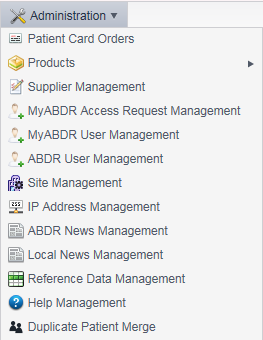 Administration
Patient Card Orders
Products
Supplier Management
MyABDR Access Request Management
MyABDR User Management
ABDR User Management
Site Management
IP Address Management
ABDR News Management
Local News Management
Reference Data Management
Help Management
Duplicate Patient Merge